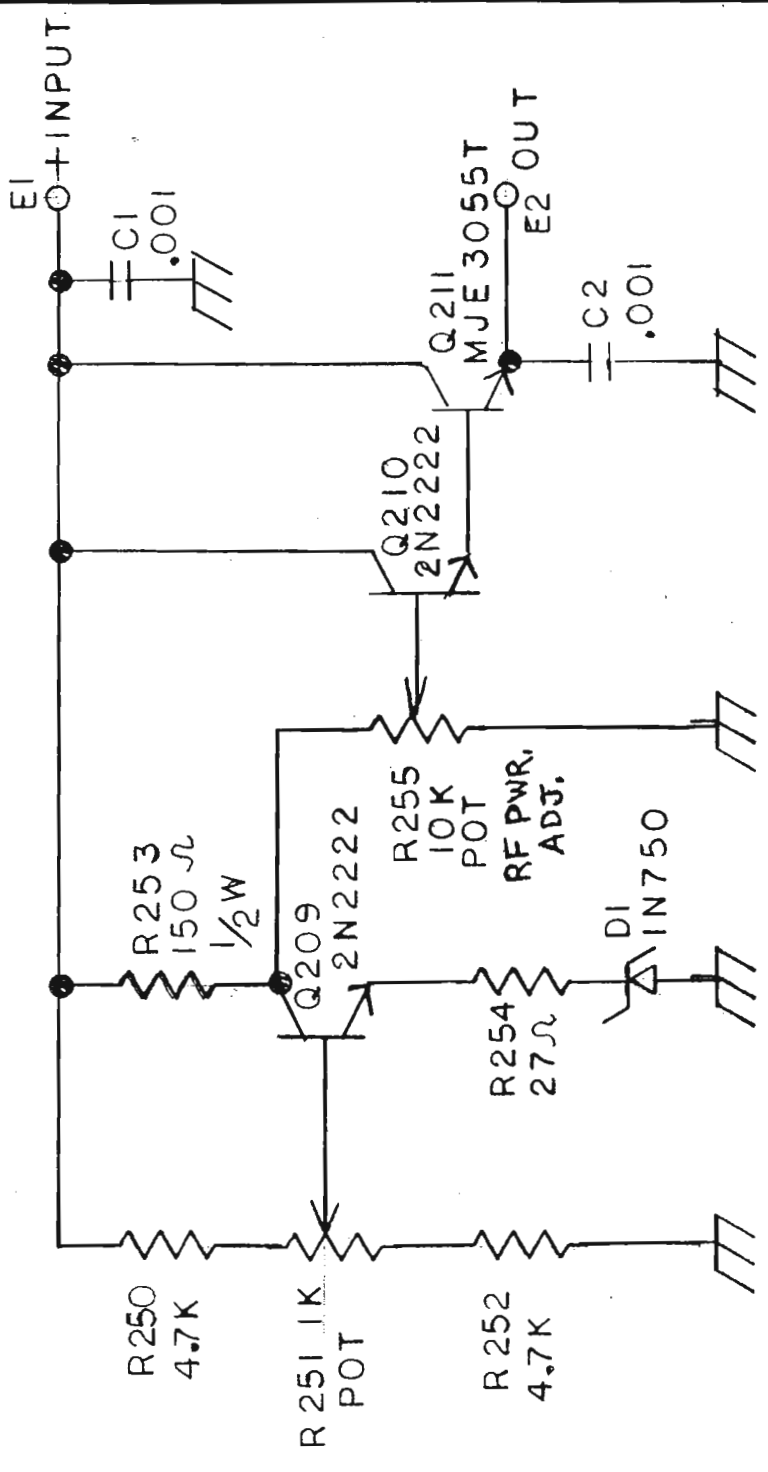 E1
+INPUT
C1
.001
Q211
MJE3055T
E2 OUT
C2
.001
Q210
2N2222
R255
10K
POT
RF PWR.
ADJ.
R253
150Ω
1/2W
Q209
2N2222
R254
27Ω
D1
1N750
R250
4.7K
R251 1K
POT
R252
4.7K